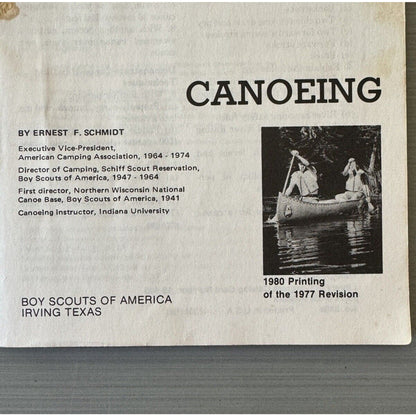 CANOEING
BY ERNEST F. SCHMIDT
Executive Vice-President,
American Camping Association, 1964 - 1974
Director of Camping, Schiff Scout Reservation,
Boy Scouts of America, 1947 - 1964
First director, Northern Wisconsin National
Canoe Base, Boy Scouts of America, 1941
Canoeing Instructor, Indiana University
1980 Printing
of the 1977 Revision
BOY SCOUTS OF AMERICA
IRVING TEXAS